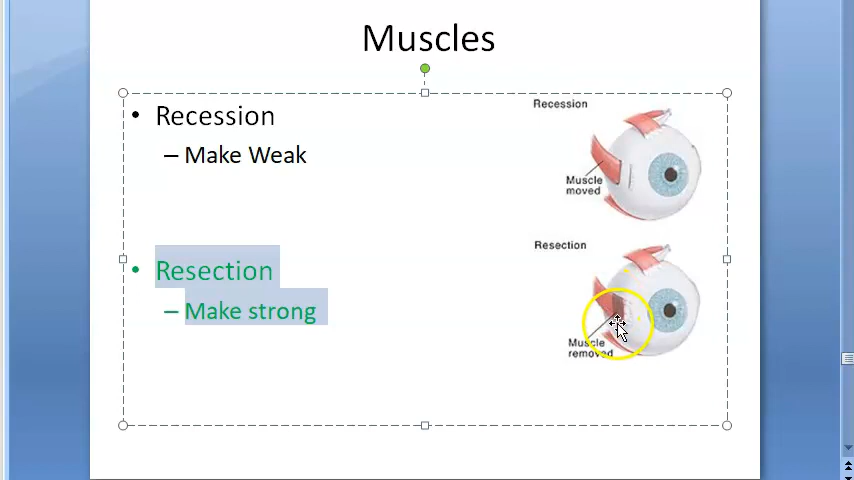 Muscles
• Recession
– Make Weak
Recession
Muscle
moved
• Resection
– Make strong
Resection
Muscle
removed